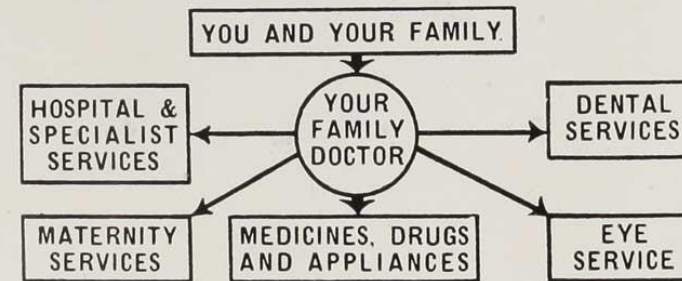 YOU AND YOUR FAMILY.
HOSPITAL &
SPECIALIST
SERVICES
YOUR
FAMILY
DOCTOR
DENTAL
SERVICES
MATERNITY
SERVICES
MEDICINES, DRUGS
AND APPLIANCES
EYE
SERVICE